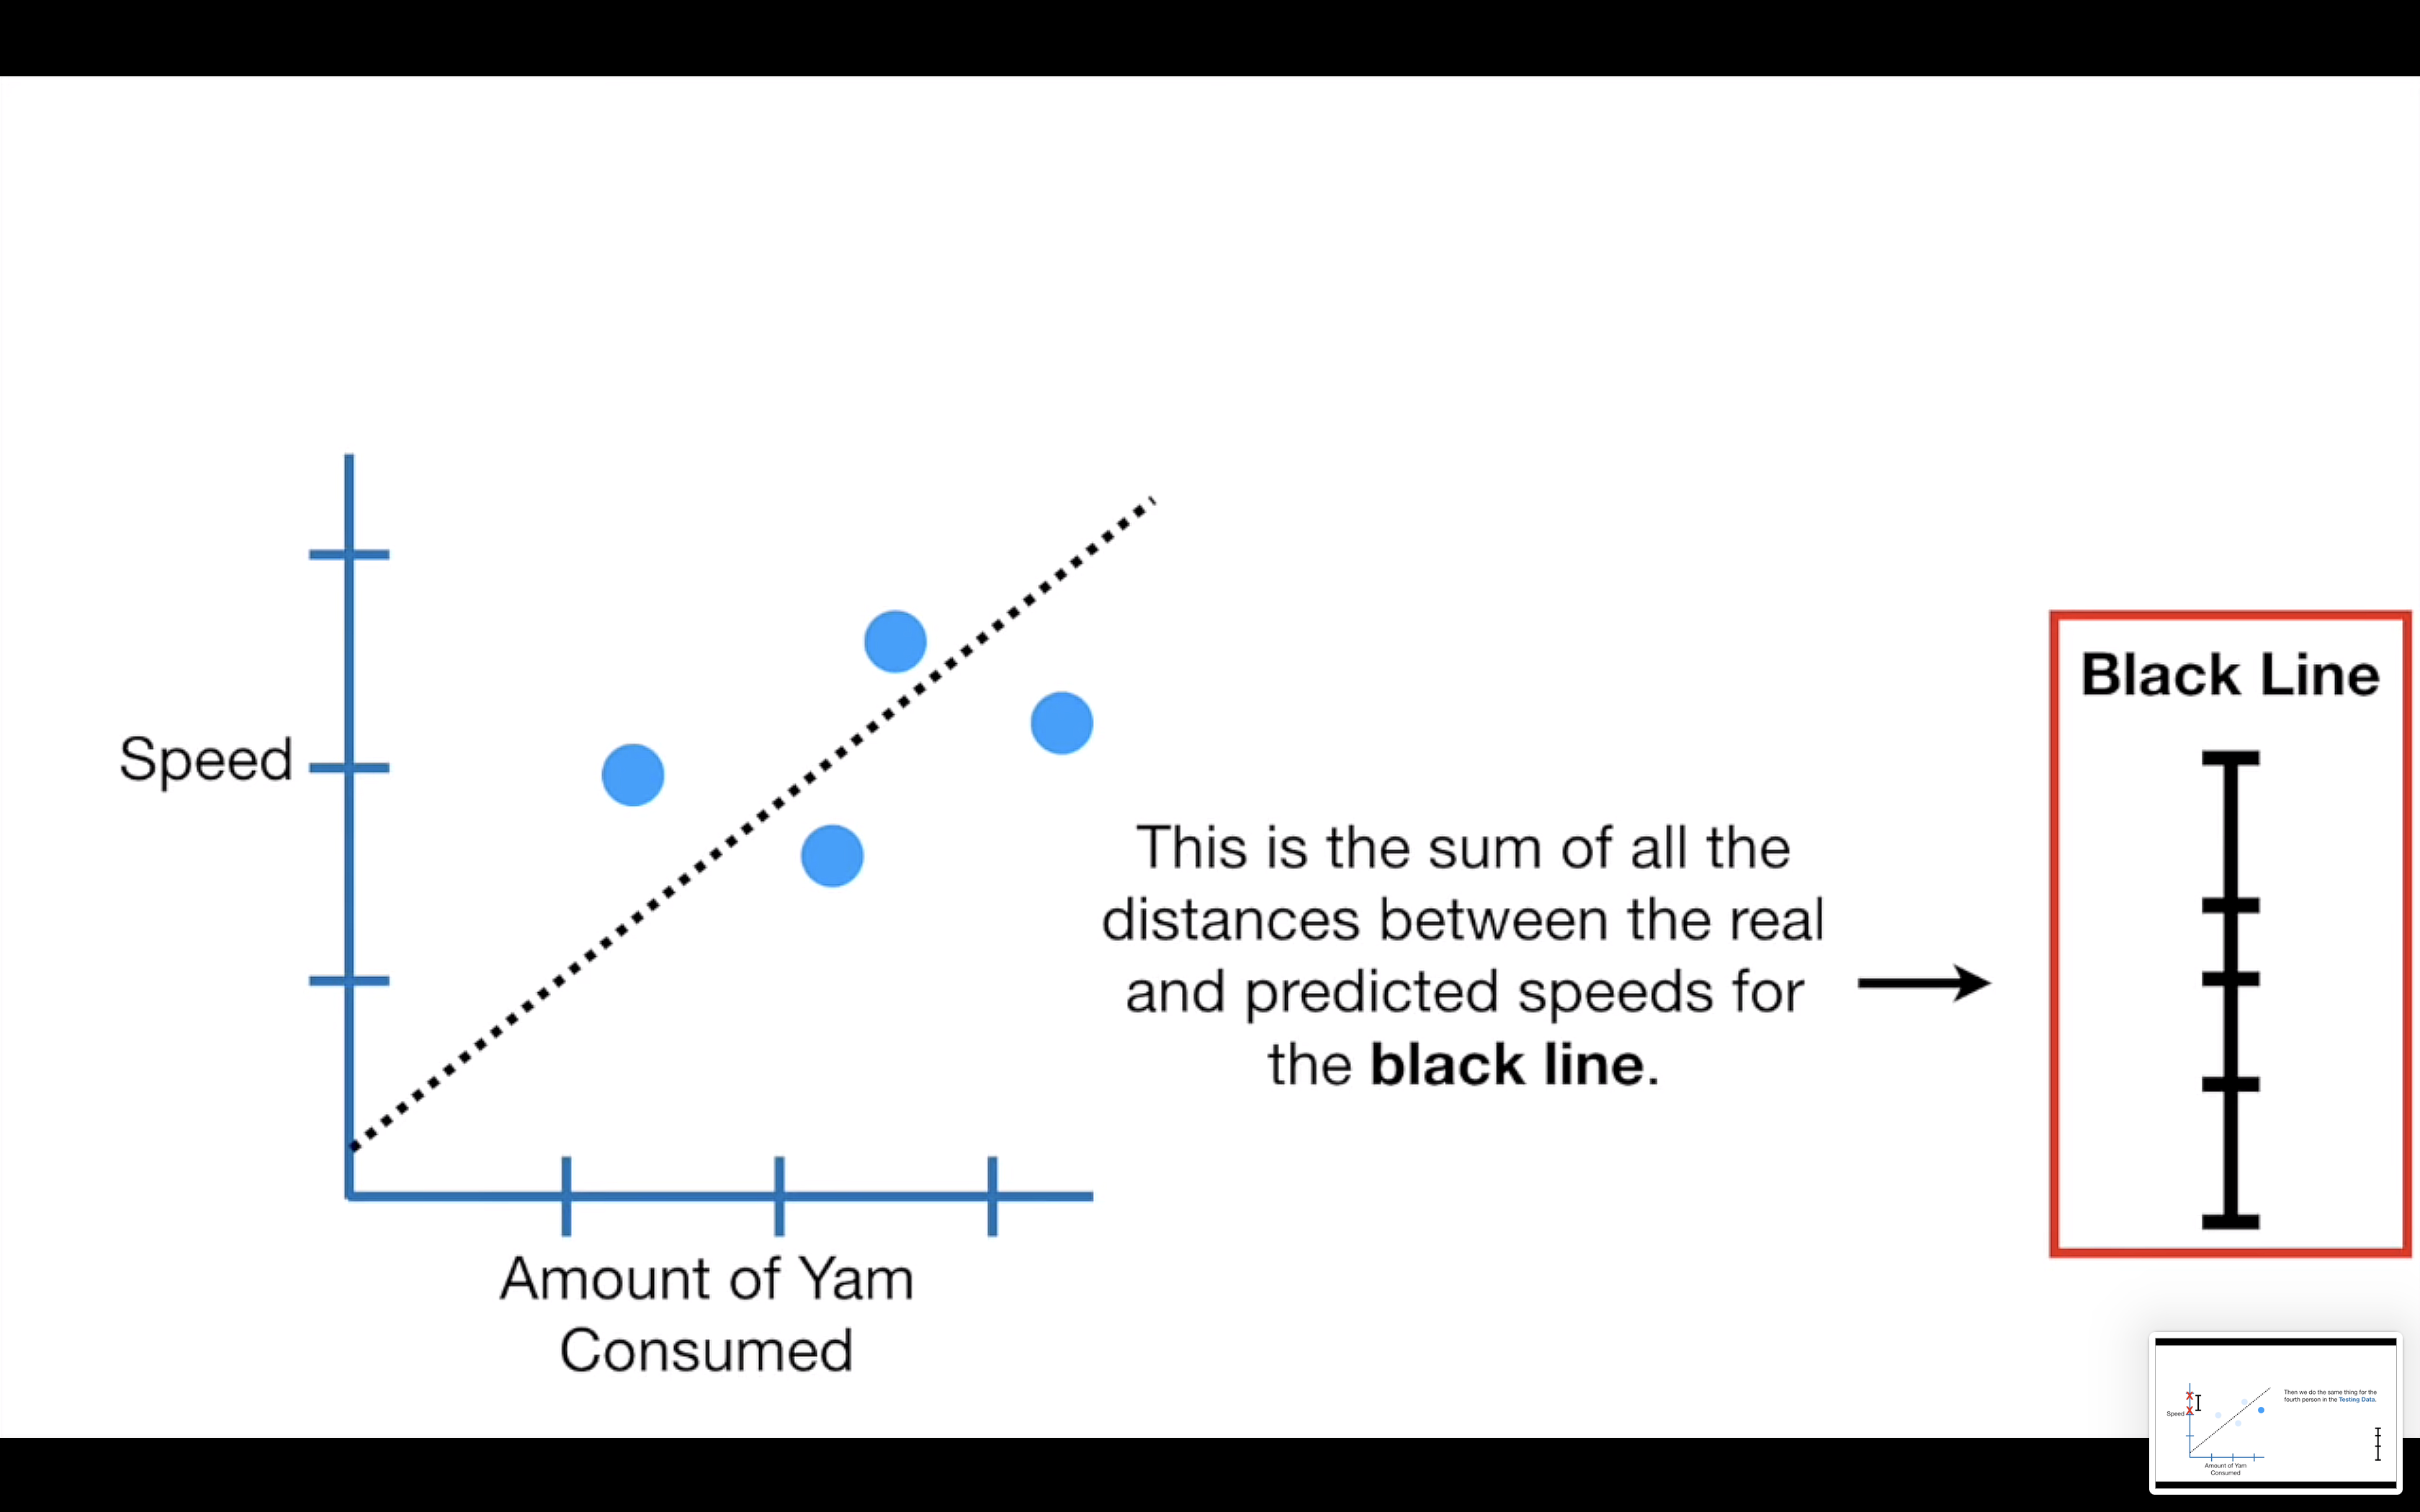 Speed
Amount of Yam
Consumed
This is the sum of all the
distances between the real
and predicted speeds for
the black line.
Black Line
Then we do the same thing for the
fourth person in the Testing Data.
Speed
Amount of Yam
Consumed